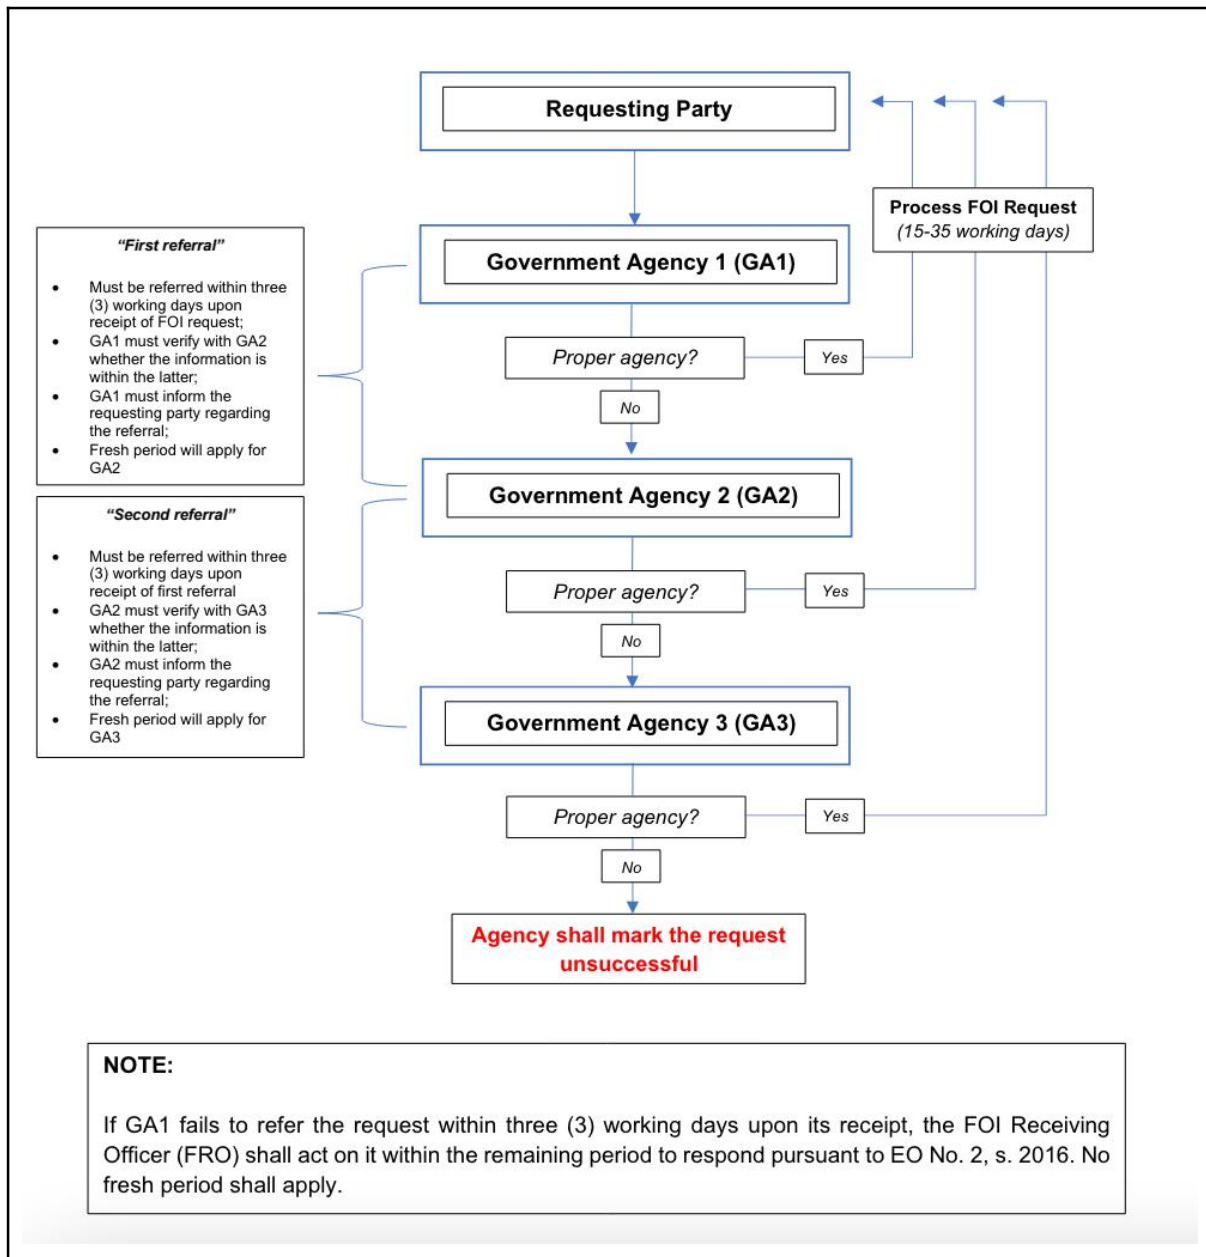 Requesting Party
Process FOI Request
(15-35 working days)
“First referral”
• Must be referred within three
(3) working days upon
receipt of FOI request;
• GA1 must verify with GA2
whether the information is
within the latter;
• GA1 must inform the
requesting party regarding
the referral;
• Fresh period will apply for
GA2
Government Agency 1 (GA1)
Proper agency?
Yes
No
Government Agency 2 (GA2)
“Second referral”
• Must be referred within three
(3) working days upon
receipt of first referral
• GA2 must verify with GA3
whether the information is
within the latter;
• GA2 must inform the
requesting party regarding
the referral;
• Fresh period will apply for
GA3
Proper agency?
Yes
No
Government Agency 3 (GA3)
Proper agency?
Yes
No
Agency shall mark the request
unsuccessful
NOTE:
If GA1 fails to refer the request within three (3) working days upon its receipt, the FOI Receiving
Officer (FRO) shall act on it within the remaining period to respond pursuant to EO No. 2, s. 2016. No
fresh period shall apply.